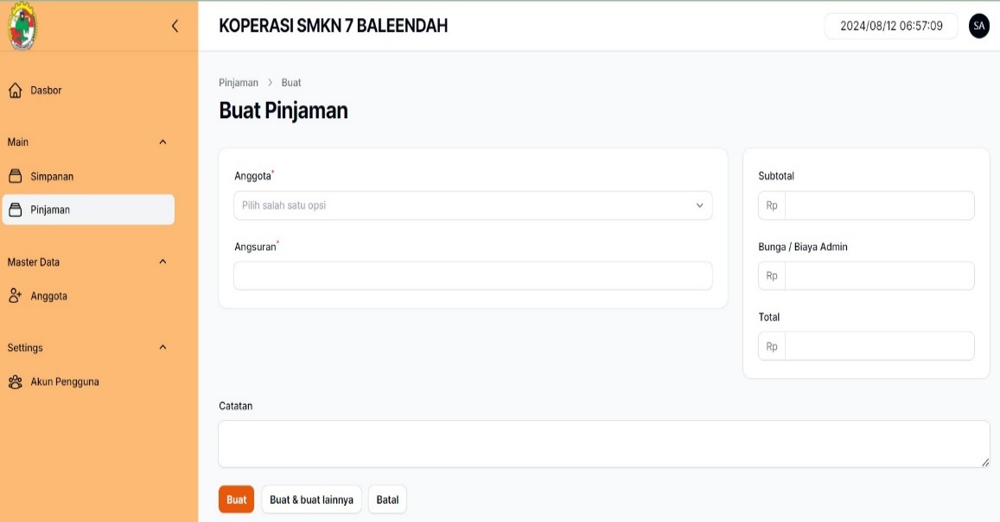 KOPERASI SMKN 7 BALEENDAH
2024/08/12 06:57:09
SA
Dasbor
Main
Simpanan
Pinjaman
Master Data
Anggota
Settings
Akun Pengguna
Pinjaman > Buat
Buat Pinjaman
Anggota*
Pilih salah satu opsi
Angsuran*
Subtotal
Rp
Bunga / Biaya Admin
Rp
Total
Rp
Catatan
Buat
Buat & buat lainnya
Batal